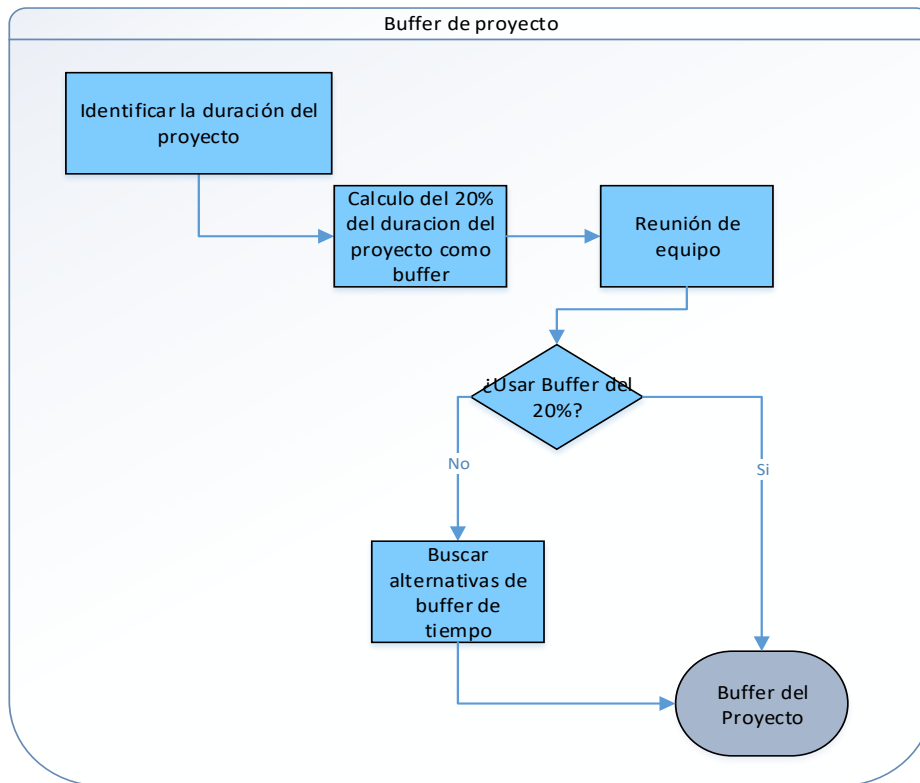 Buffer de proyecto
Identificar la duración del
proyecto
Calculo del 20%
del duracion del
proyecto como
buffer
Reunión de
equipo
¿Usar Buffer del
20%?
No
Si
Buscar
alternativas de
buffer de
tiempo
Buffer del
Proyecto